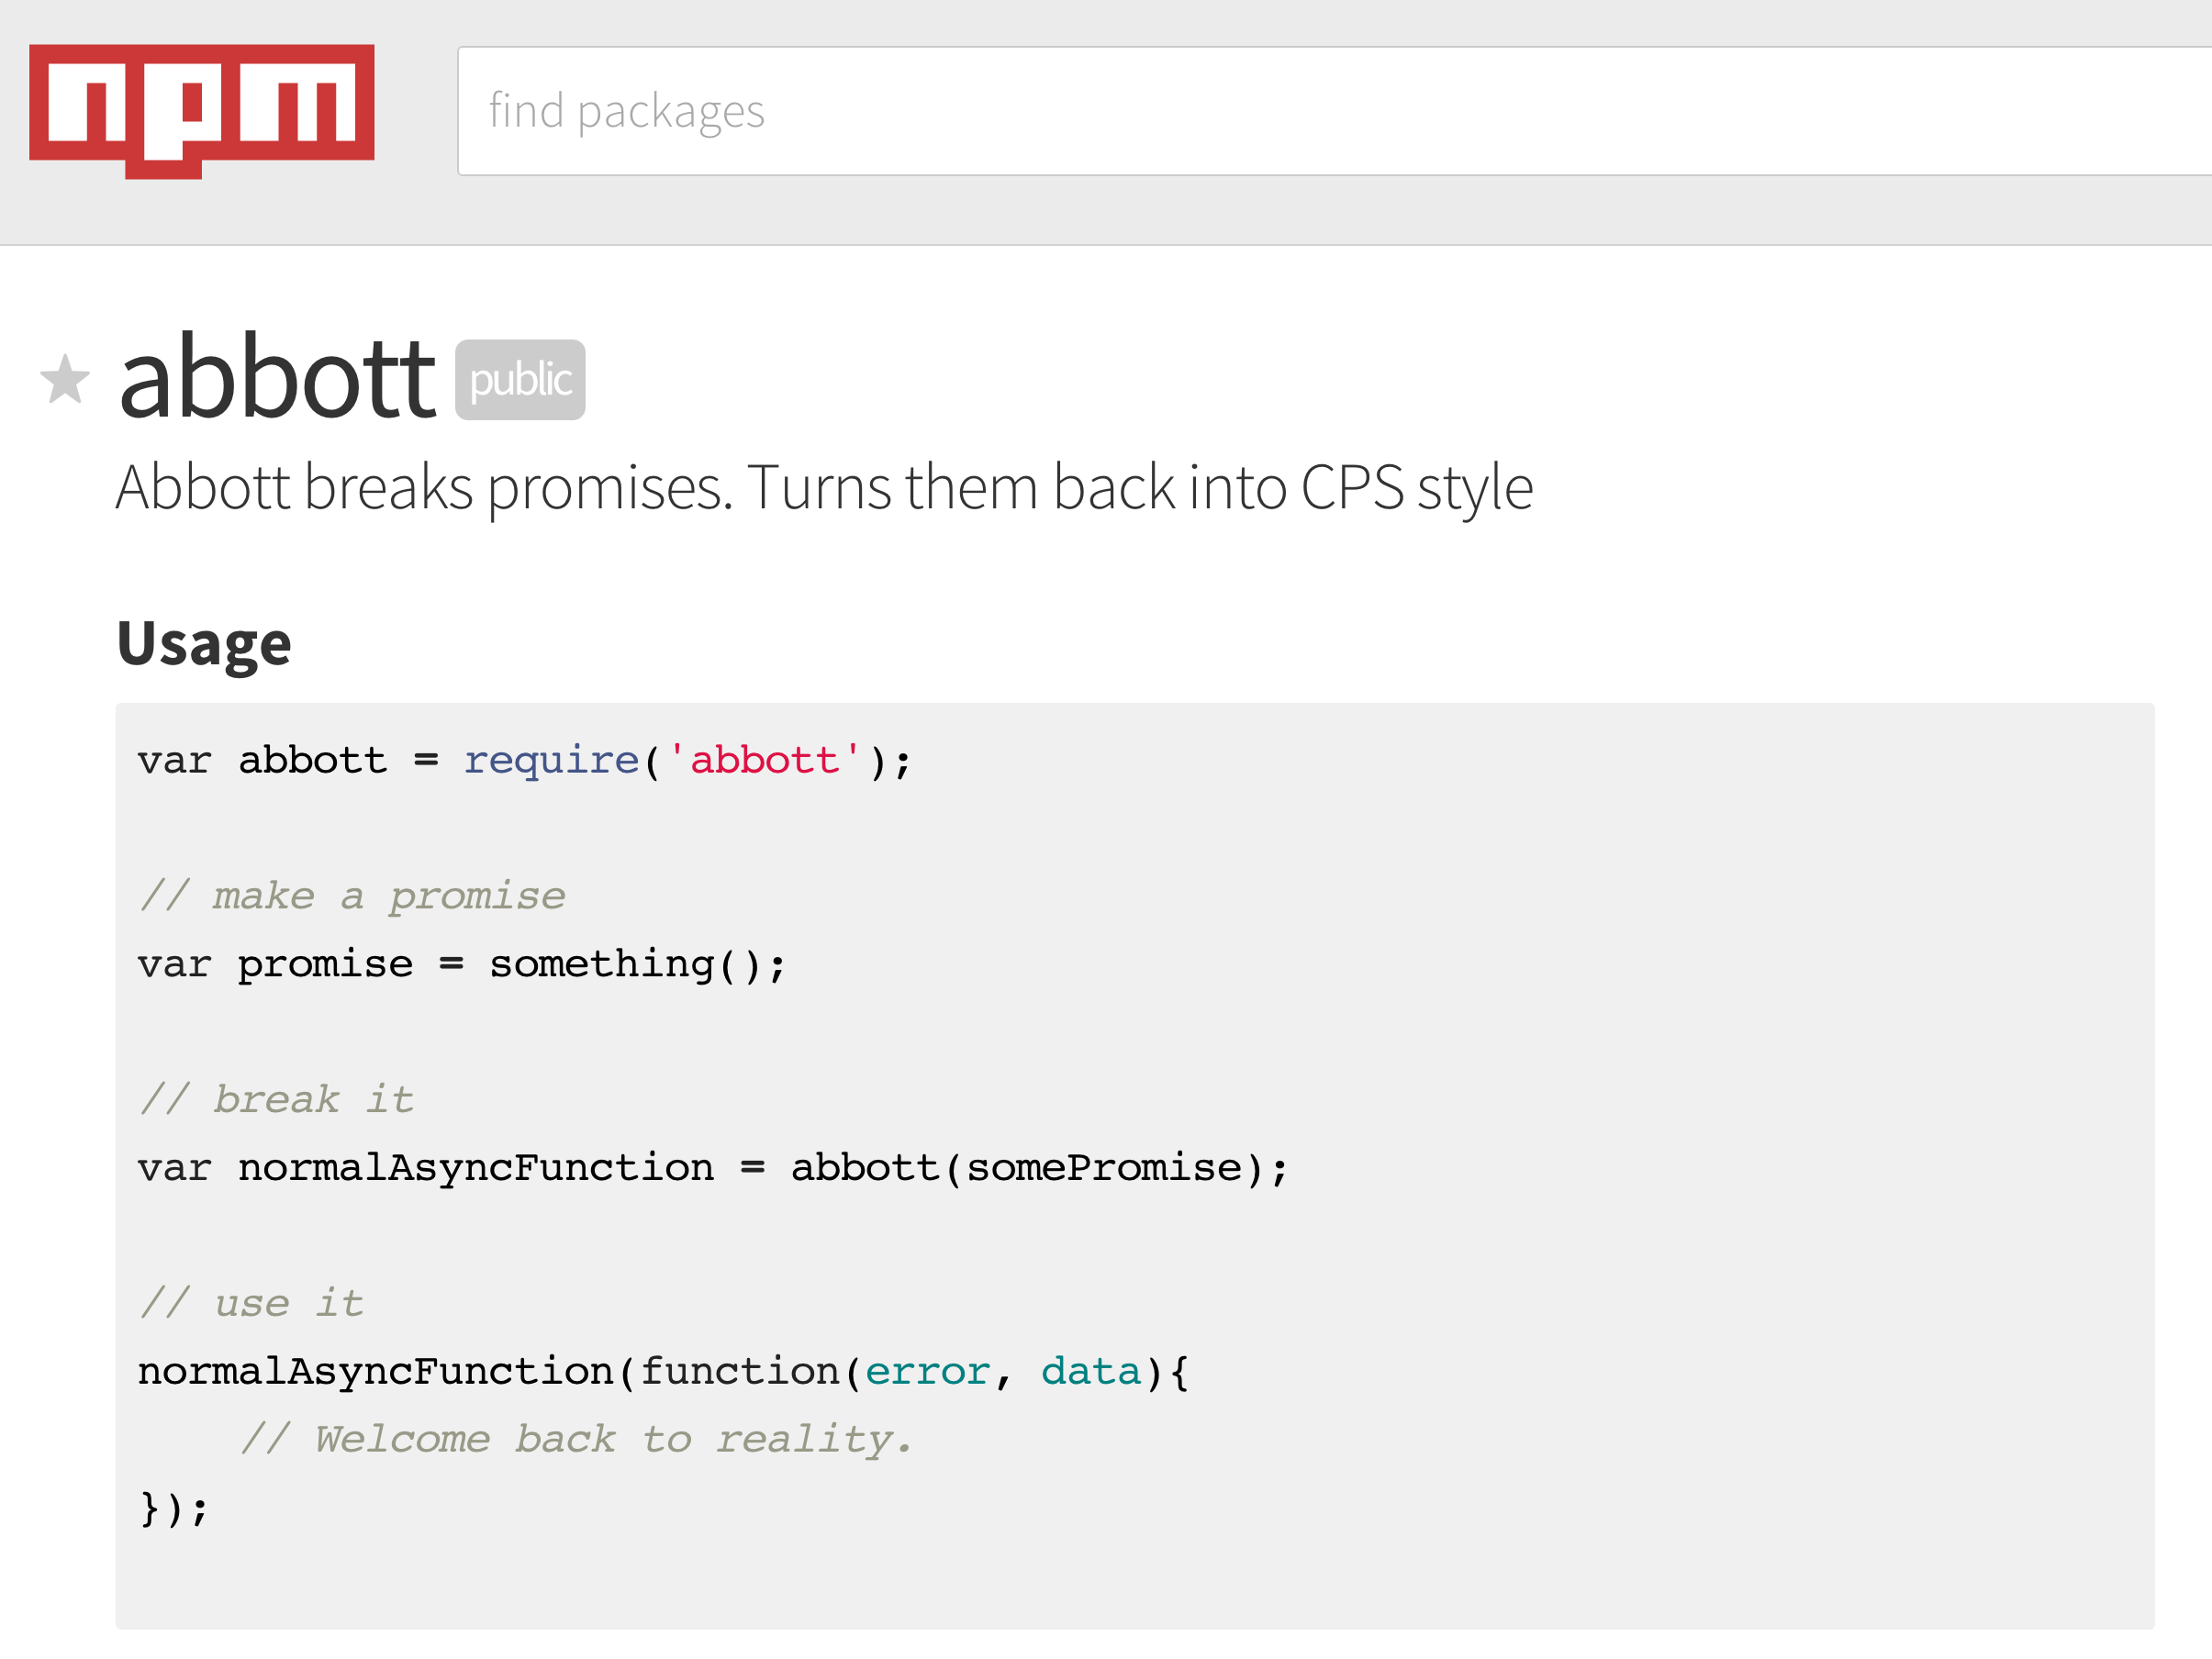 npm
find packages
abbott public
Abbott breaks promises. Turns them back into CPS style
Usage
var abbott = require('abbott');
// make a promise
var promise = something();
// break it
var normalAsyncFunction = abbott(somePromise);
// use it
normalAsyncFunction(function(error, data){
    // Welcome back to reality.
});